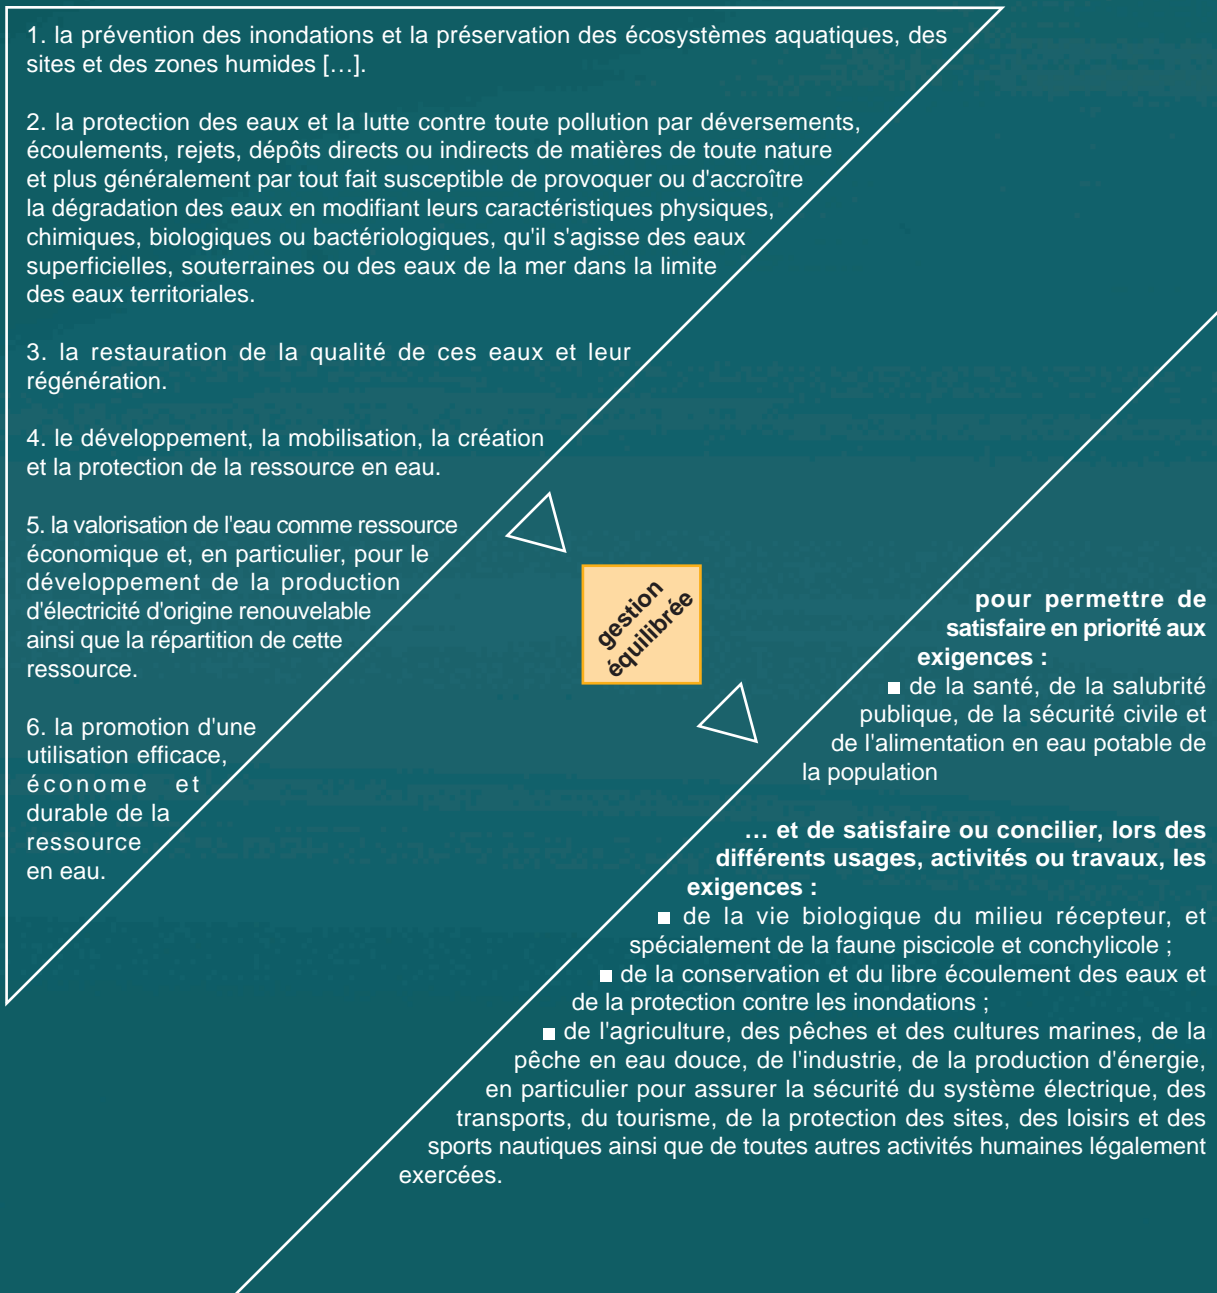 1. la prévention des inondations et la préservation des écosystèmes aquatiques, des
sites et des zones humides […].
2. la protection des eaux et la lutte contre toute pollution par déversements,
écoulements, rejets, dépôts directs ou indirects de matières de toute nature
et plus généralement par tout fait susceptible de provoquer ou d'accroître
la dégradation des eaux en modifiant leurs caractéristiques physiques,
chimiques, biologiques ou bactériologiques, qu'il s'agisse des eaux
superficielles, souterraines ou des eaux de la mer dans la limite
des eaux territoriales.
3. la restauration de la qualité de ces eaux et leur
régénération.
4. le développement, la mobilisation, la création
et la protection de la ressource en eau.
5. la valorisation de l'eau comme ressource
économique et, en particulier, pour le
développement de la production
d'électricité d'origine renouvelable
ainsi que la répartition de cette
ressource.
6. la promotion d'une
utilisation efficace,
économe et
durable de la
ressource
en eau.
gestion
équilibrée
pour permettre de
satisfaire en priorité aux
exigences :
■ de la santé, de la salubrité
publique, de la sécurité civile et
de l'alimentation en eau potable de
la population
… et de satisfaire ou concilier, lors des
différents usages, activités ou travaux, les
exigences :
■ de la vie biologique du milieu récepteur, et
spécialement de la faune piscicole et conchylicole ;
■ de la conservation et du libre écoulement des eaux et
de la protection contre les inondations ;
■ de l'agriculture, des pêches et des cultures marines, de la
pêche en eau douce, de l'industrie, de la production d'énergie,
en particulier pour assurer la sécurité du système électrique, des
transports, du tourisme, de la protection des sites, des loisirs et des
sports nautiques ainsi que de toutes autres activités humaines légalement
exercées.